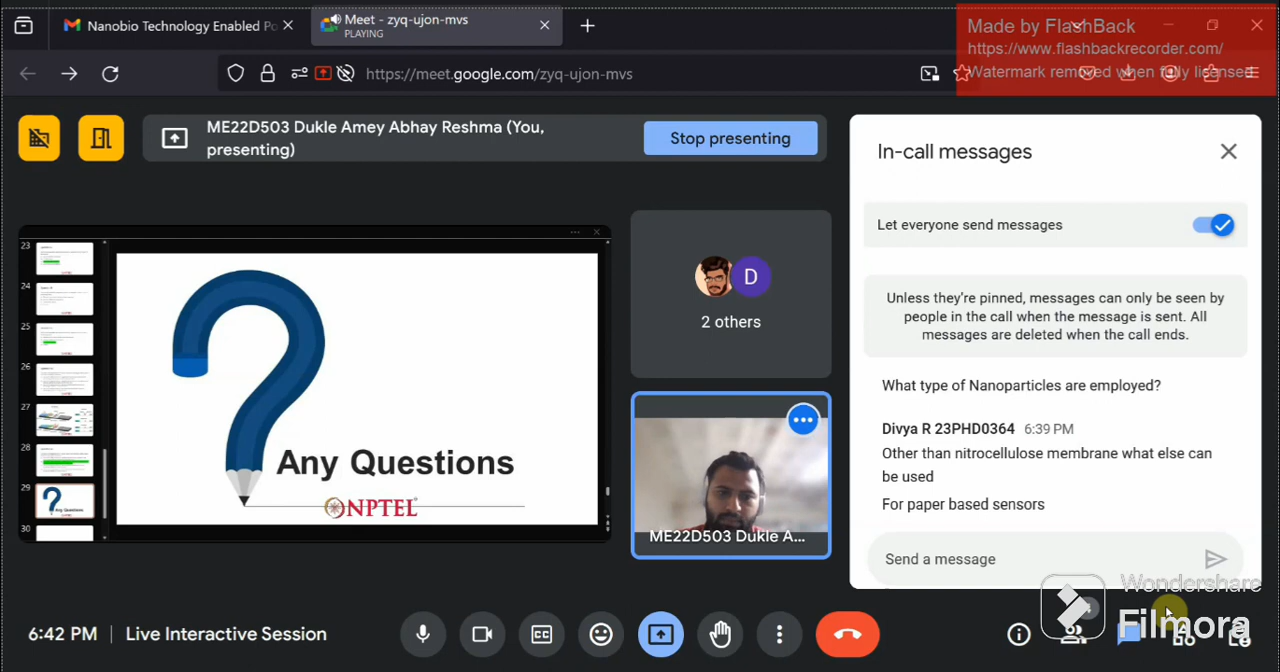 Nanobio Technology Enabled Po
Meet - zyq-ujon-mvs
PLAYING
Made by FlashBack
https://www.flashbackrecorder.com/
Watermark removed when fully licensed
https://meet.google.com/zyq-ujon-mvs
ME22D503 Dukle Amey Abhay Reshma (You,
presenting)
Stop presenting
In-call messages
Let everyone send messages
Unless they're pinned, messages can only be seen by
people in the call when the message is sent. All
messages are deleted when the call ends.
What type of Nanoparticles are employed?
Divya R 23PHD0364 6:39 PM
Other than nitrocellulose membrane what else can
be used
For paper based sensors
Send a message
23
24
25
26
27
28
29
30
Any Questions
NPTEL
D
2 others
ME22D503 Dukle A...
6:42 PM
Live Interactive Session
Wondershare
Filmora